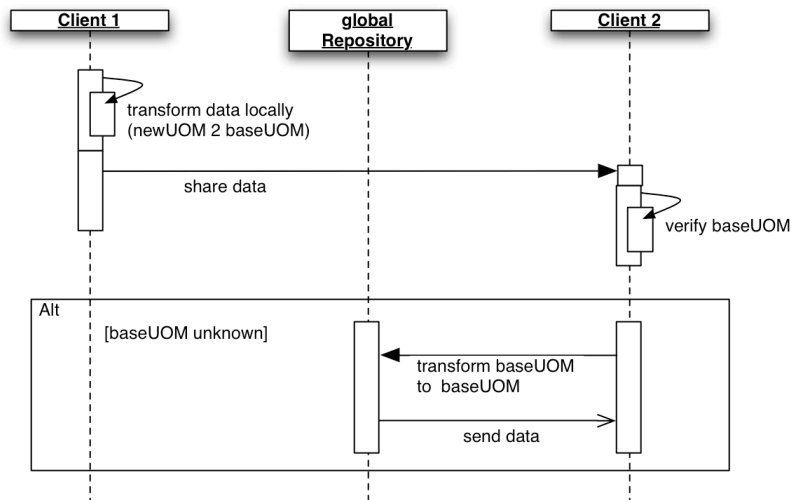 Client 1
global
Repository
Client 2
transform data locally
(newUOM 2 baseUOM)
share data
verify baseUOM
Alt
[baseUOM unknown]
transform baseUOM
to baseUOM
send data